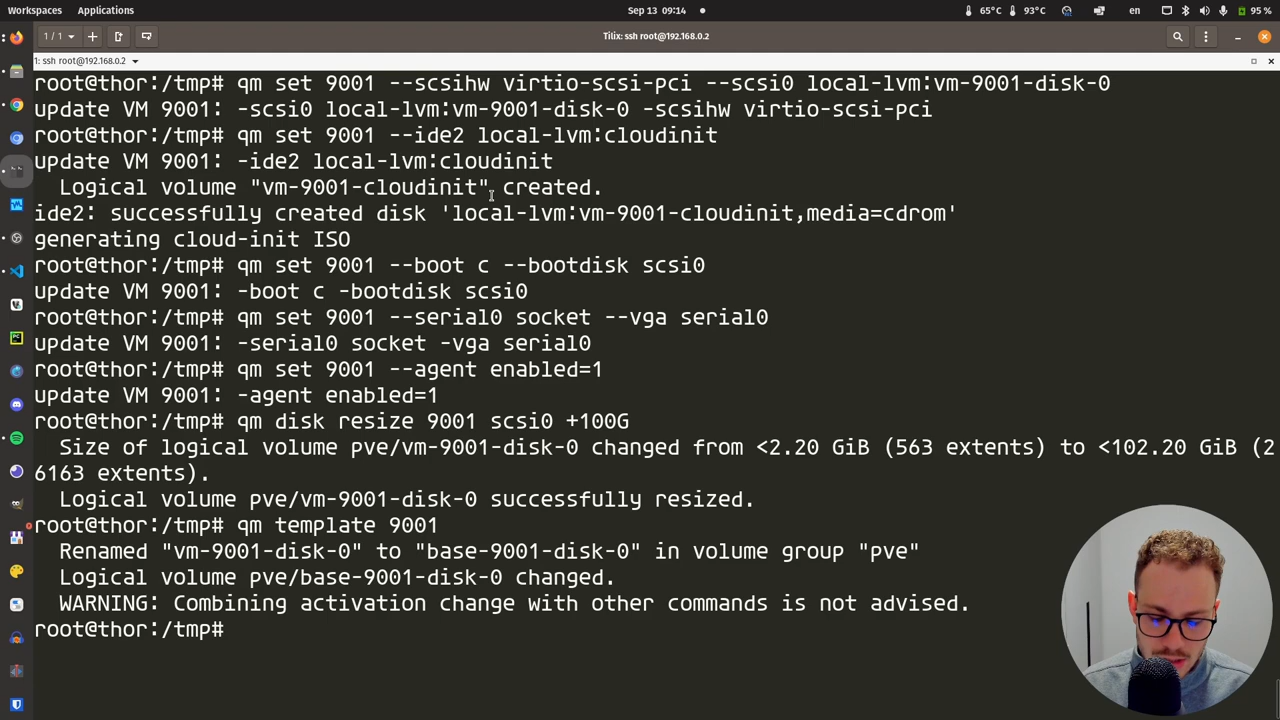 Workspaces Applications Sep 13 09:14 65°C 93°C en 95 %
1 / 1 Tilix: ssh root@192.168.0.2
1: ssh root@192.168.0.2
root@thor:/tmp# qm set 9001 --scsihw virtio-scsi-pci --scsi0 local-lvm:vm-9001-disk-0
update VM 9001: -scsi0 local-lvm:vm-9001-disk-0 -scsihw virtio-scsi-pci
root@thor:/tmp# qm set 9001 --ide2 local-lvm:cloudinit
update VM 9001: -ide2 local-lvm:cloudinit
  Logical volume "vm-9001-cloudinit" created.
ide2: successfully created disk 'local-lvm:vm-9001-cloudinit,media=cdrom'
generating cloud-init ISO
root@thor:/tmp# qm set 9001 --boot c --bootdisk scsi0
update VM 9001: -boot c -bootdisk scsi0
root@thor:/tmp# qm set 9001 --serial0 socket --vga serial0
update VM 9001: -serial0 socket -vga serial0
root@thor:/tmp# qm set 9001 --agent enabled=1
update VM 9001: -agent enabled=1
root@thor:/tmp# qm disk resize 9001 scsi0 +100G
  Size of logical volume pve/vm-9001-disk-0 changed from <2.20 GiB (563 extents) to <102.20 GiB (2
6163 extents).
  Logical volume pve/vm-9001-disk-0 successfully resized.
root@thor:/tmp# qm template 9001
  Renamed "vm-9001-disk-0" to "base-9001-disk-0" in volume group "pve"
  Logical volume pve/base-9001-disk-0 changed.
  WARNING: Combining activation change with other commands is not advised.
root@thor:/tmp#